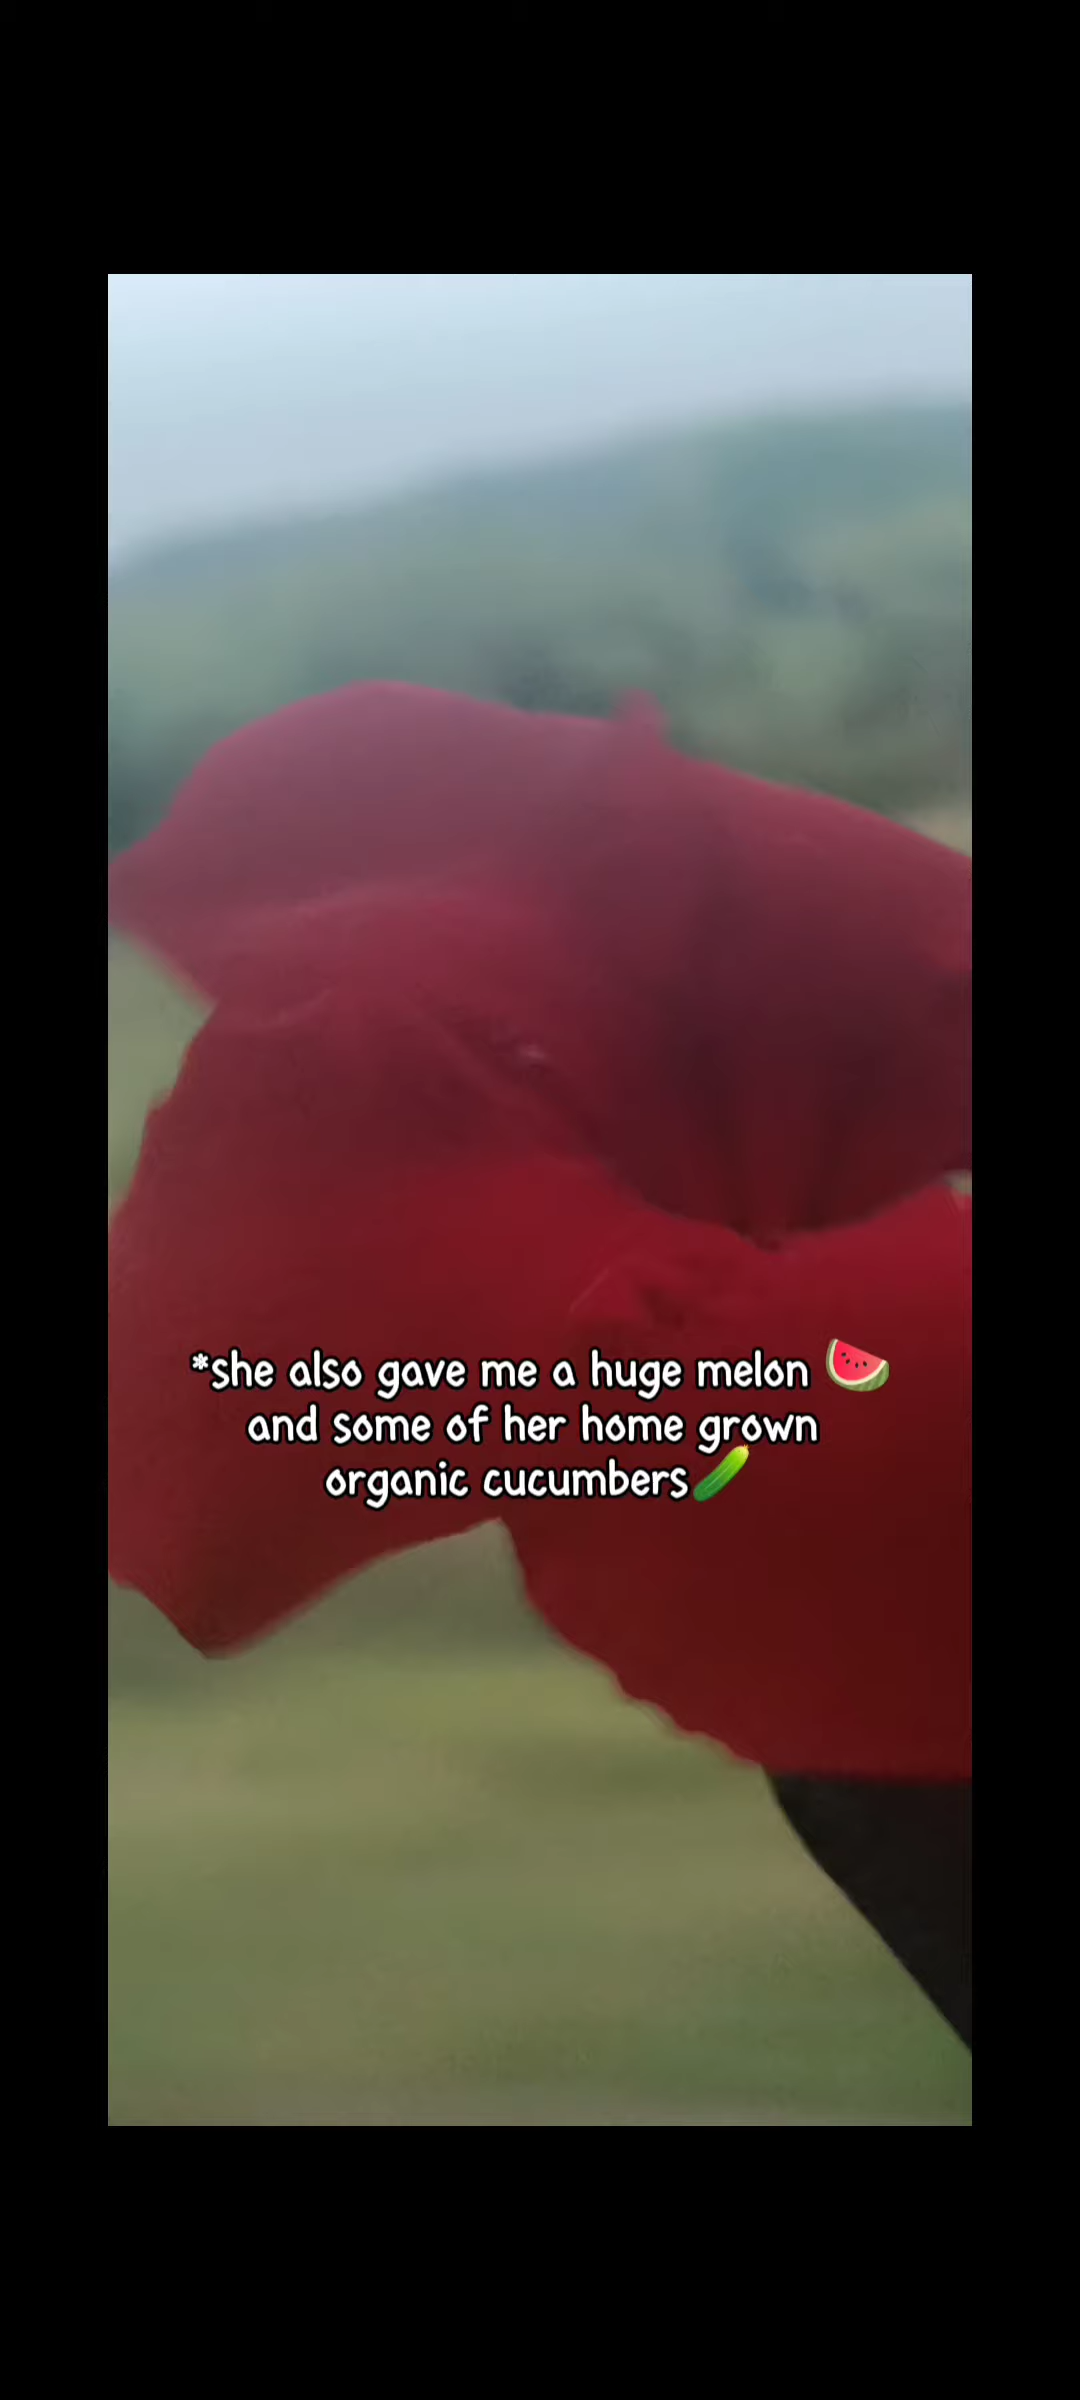 *she also gave me a huge melon 🍉
and some of her home grown
organic cucumbers🥒